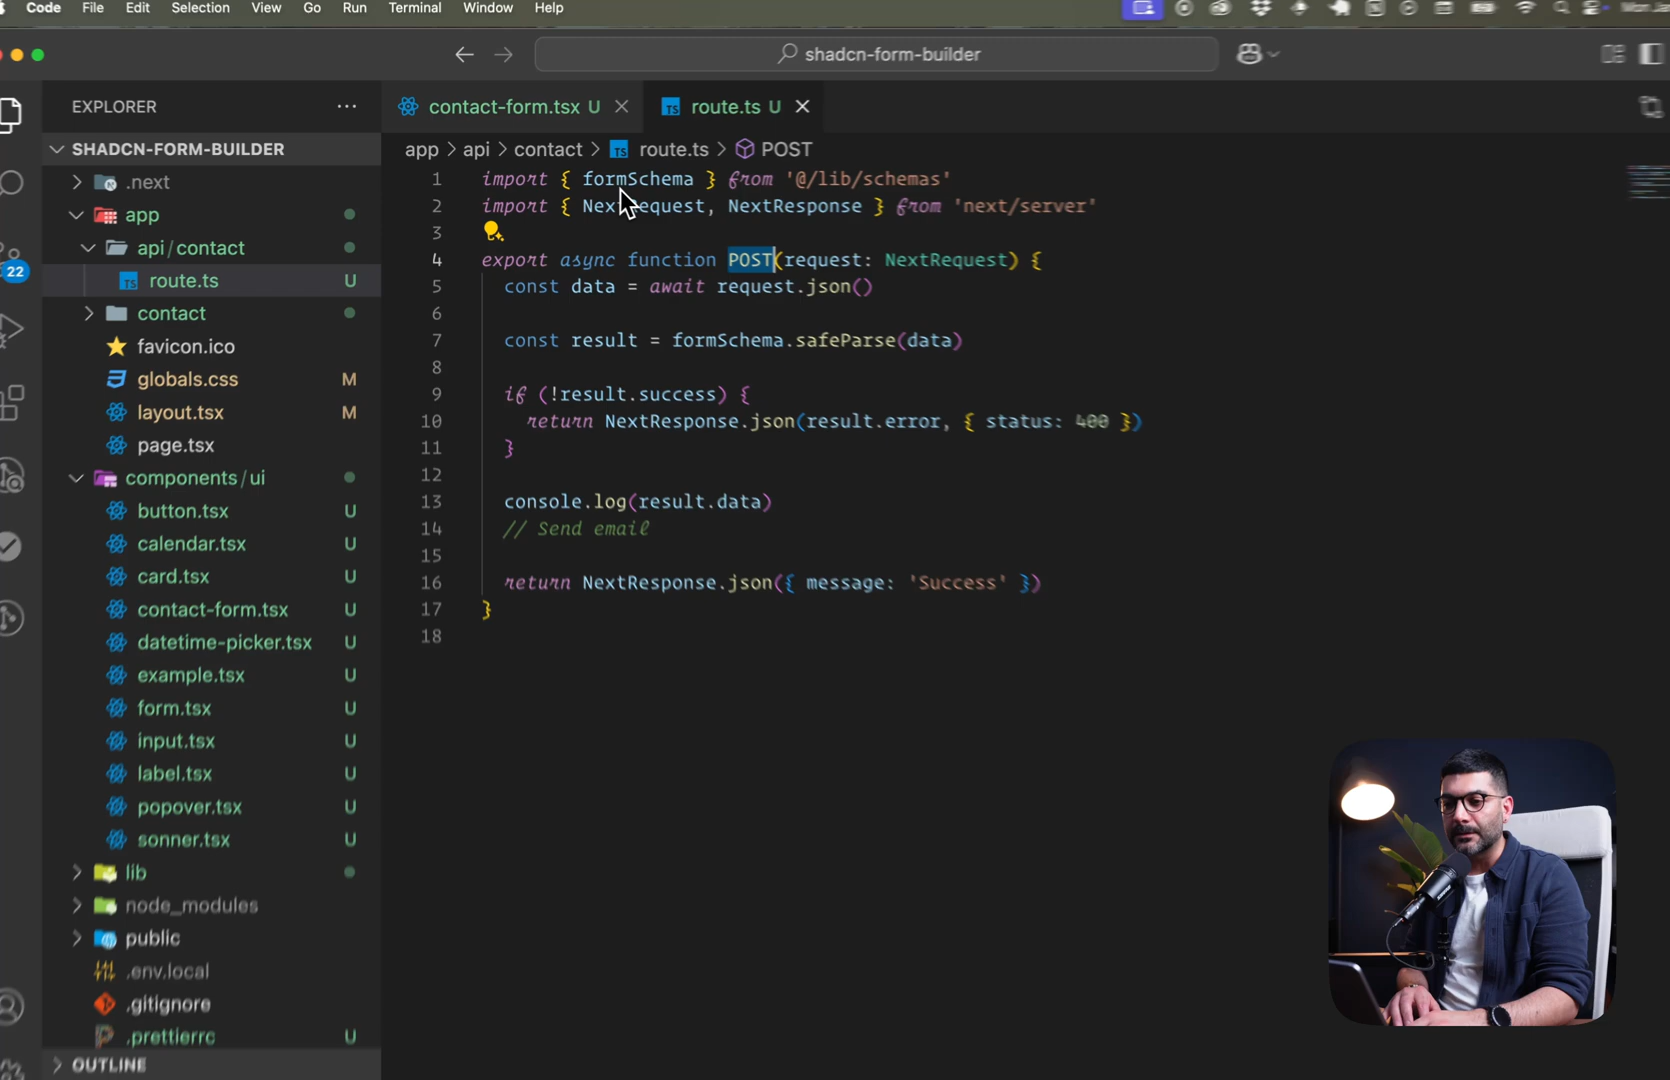 Code File Edit Selection View Go Run Terminal Window Help
shadcn-form-builder
EXPLORER
contact-form.tsx U
route.ts U
SHADCN-FORM-BUILDER
app > api > contact > route.ts > POST
.next
app
api/contact
route.ts U
contact
favicon.ico
globals.css M
layout.tsx M
page.tsx
components/ui
button.tsx U
calendar.tsx U
card.tsx U
contact-form.tsx U
datetime-picker.tsx U
example.tsx U
form.tsx U
input.tsx U
label.tsx U
popover.tsx U
sonner.tsx U
lib
node_modules
public
.env.local
.gitignore
.prettierrc U
OUTLINE
22
1 import { formSchema } from '@/lib/schemas'
2 import { NextRequest, NextResponse } from 'next/server'
3
4 export async function POST(request: NextRequest) {
5 const data = await request.json()
6
7 const result = formSchema.safeParse(data)
8
9 if (!result.success) {
10 return NextResponse.json(result.error, { status: 400 })
11 }
12
13 console.log(result.data)
14 // Send email
15
16 return NextResponse.json({ message: 'Success' })
17 }
18